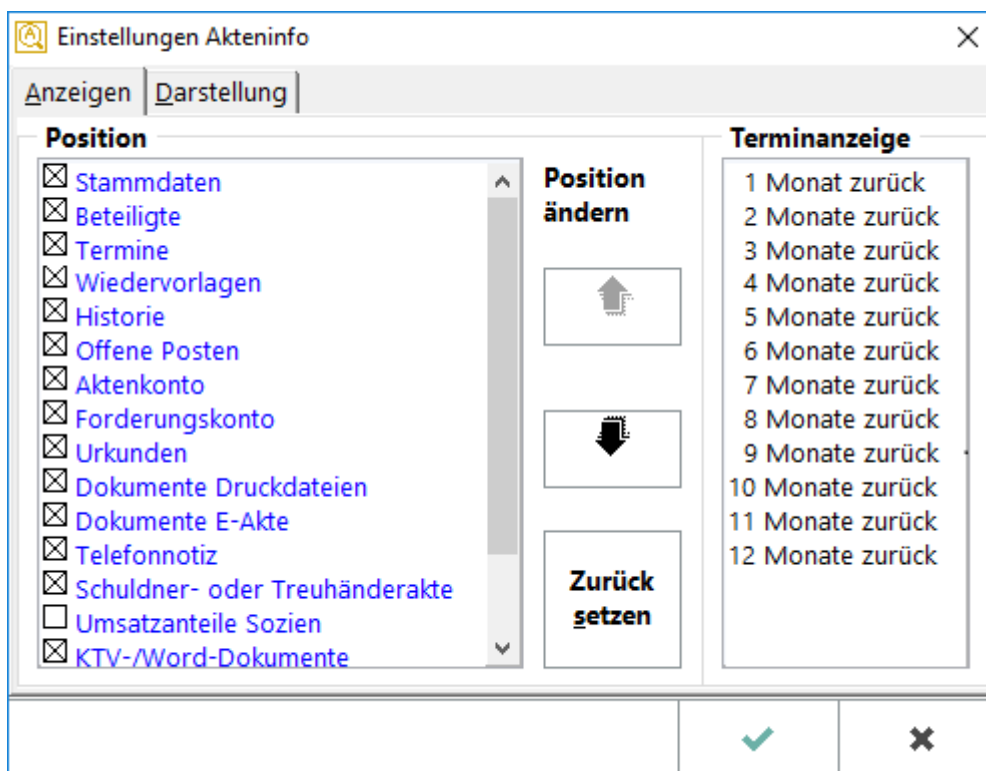 Einstellungen Akteninfo
Anzeigen
Darstellung
Position
Stammdaten
Beteiligte
Termine
Wiedervorlagen
Historie
Offene Posten
Aktenkonto
Forderungskonto
Urkunden
Dokumente Druckdateien
Dokumente E-Akte
Telefonnotiz
Schuldner- oder Treuhänderakte
Umsatzanteile Sozien
KTV-/Word-Dokumente
Position
ändern
Zurück
setzen
Terminanzeige
1 Monat zurück
2 Monate zurück
3 Monate zurück
4 Monate zurück
5 Monate zurück
6 Monate zurück
7 Monate zurück
8 Monate zurück
9 Monate zurück
10 Monate zurück
11 Monate zurück
12 Monate zurück